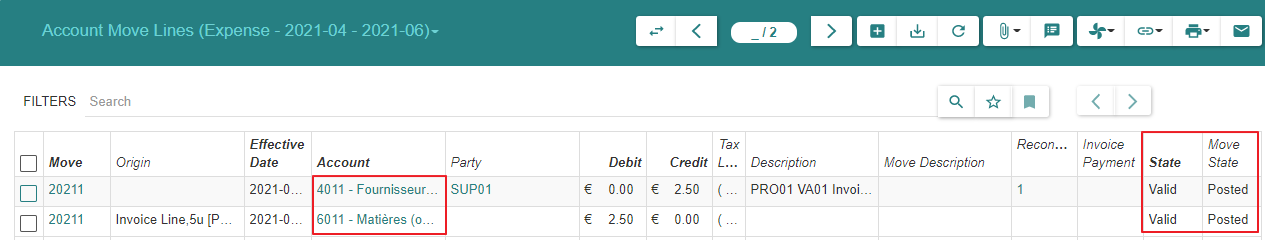 Account Move Lines (Expense - 2021-04 - 2021-06)
_ / 2
FILTERS Search
Move Origin Effective Date Account Party Debit Credit Tax L... Description Move Description Recon... Invoice Payment State Move State
20211 2021-0... 4011 - Fournisseur... SUP01 € 0.00 € 2.50 ( ... PRO01 VA01 Invoi... 1 Valid Posted
20211 Invoice Line,5u [P... 2021-0... 6011 - Matières (o... € 2.50 € 0.00 ( ... Valid Posted